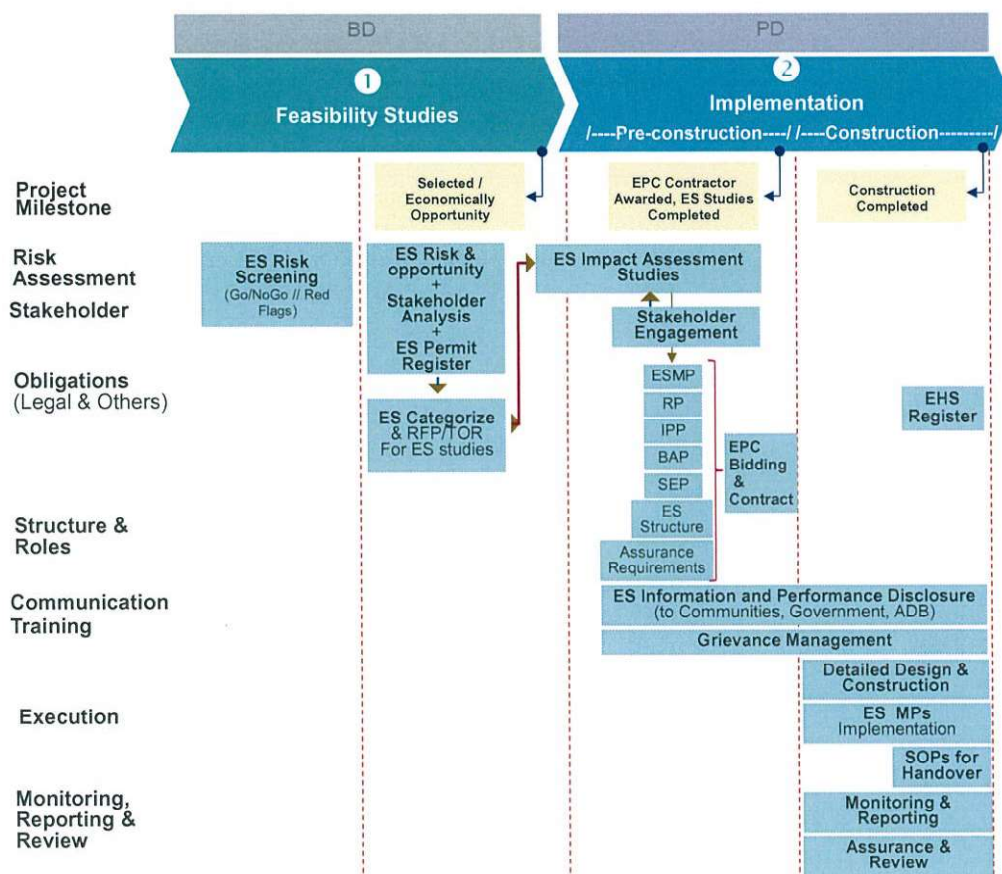 BD
PD
1
Feasibility Studies
2
Implementation
/----Pre-construction----/
/----Construction---------/
Project
Milestone
Selected /
Economically
Opportunity
EPC Contractor
Awarded, ES Studies
Completed
Construction
Completed
Risk
Assessment
Stakeholder
ES Risk
Screening
(Go/NoGo // Red
Flags)
ES Risk &
opportunity
+
Stakeholder
Analysis
+
ES Permit
Register
ES Impact Assessment
Studies
Stakeholder
Engagement
Obligations
(Legal & Others)
ES Categorize
& RFP/TOR
For ES studies
ESMP
RP
IPP
BAP
SEP
ES
Structure
Assurance
Requirements
EPC
Bidding
&
Contract
EHS
Register
Structure &
Roles
Communication
Training
ES Information and Performance Disclosure
(to Communities, Government, ADB)
Grievance Management
Execution
Detailed Design &
Construction
ES MPs
Implementation
SOPs for
Handover
Monitoring,
Reporting &
Review
Monitoring &
Reporting
Assurance &
Review